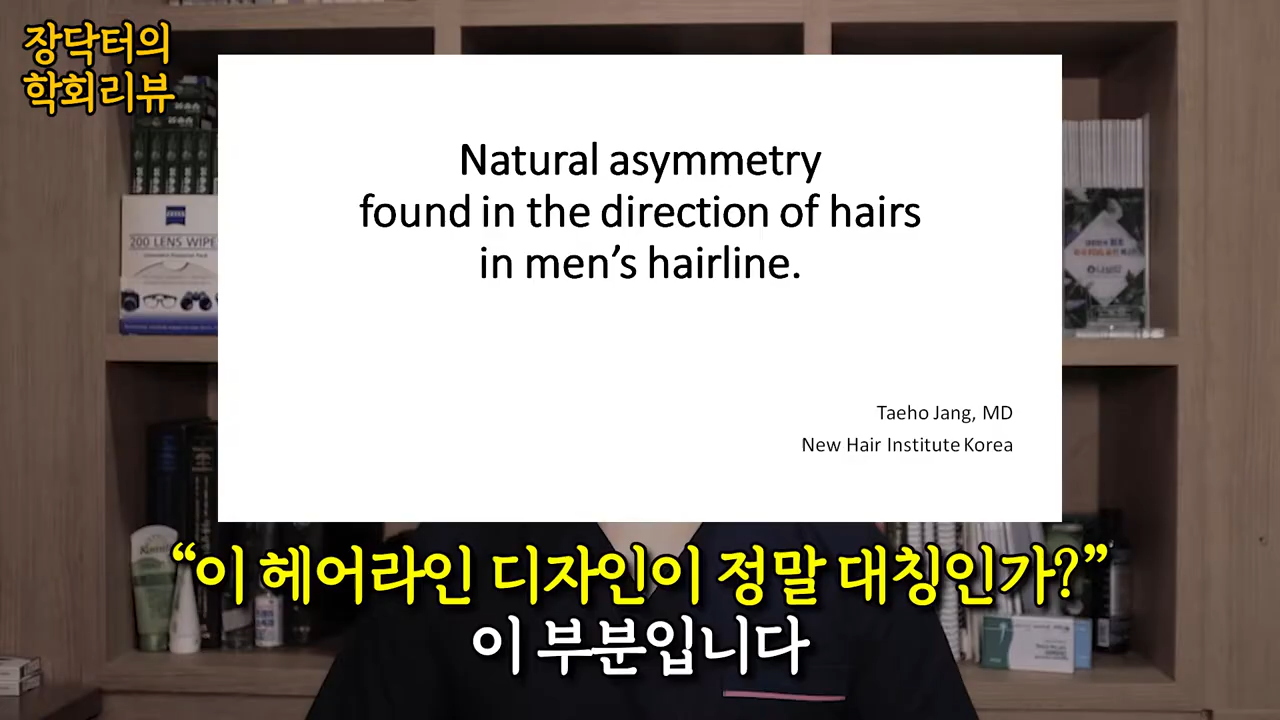 장닥터의
학회리뷰
Natural asymmetry
found in the direction of hairs
in men’s hairline.
Taeho Jang, MD
New Hair Institute Korea
ZEISS
200 LENS WIPE
“이 헤어라인 디자인이 정말 대칭인가?”
이 부분입니다